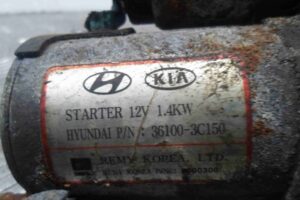 KIA
STARTER 12V 1.4KW
HYUNDAI P/N : 36100-3C150
REMY KOREA, LTD.